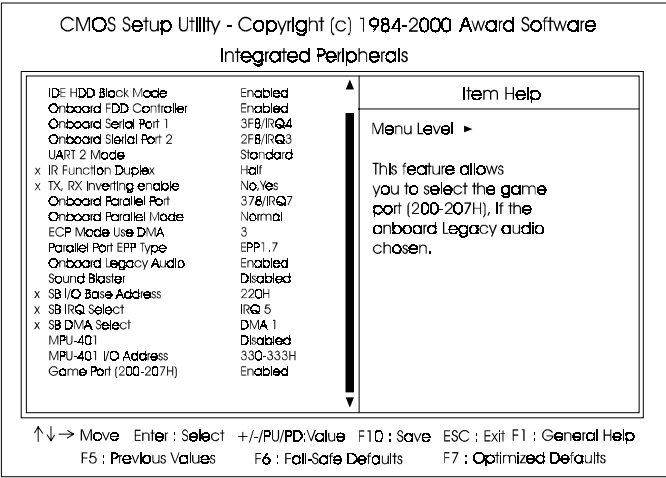 CMOS Setup Utility - Copyright (c) 1984-2000 Award Software
Integrated Peripherals
IDE HDD Block Mode Enabled
Onboard FDD Controller Enabled
Onboard Serial Port 1 3F8/IRQ4
Onboard Slerial Port 2 2F8/IRQ3
UART 2 Mode Standard
x IR Function Duplex Half
x TX, RX Inverting enable No,Yes
Onboard Parallel Port 378/IRQ7
Onboard Parallel Mode Normal
ECP Mode Use DMA 3
Parallel Port EPP Type EPP1.7
Onboard Legacy Audio Enabled
Sound Blaster Disabled
x SB I/O Base Address 220H
x SB IRQ Select IRQ 5
x SB DMA Select DMA 1
MPU-401 Disabled
MPU-401 I/O Address 330-333H
Game Port (200-207H) Enabled
Item Help
Menu Level ►
This feature allows
you to select the game
port (200-207H), If the
onboard Legacy audio
chosen.
↑↓→ Move Enter : Select +/-/PU/PD:Value F10 : Save ESC : Exit F1 : General Help
F5 : Previous Values F6 : Fail-Safe Defaults F7 : Optimized Defaults